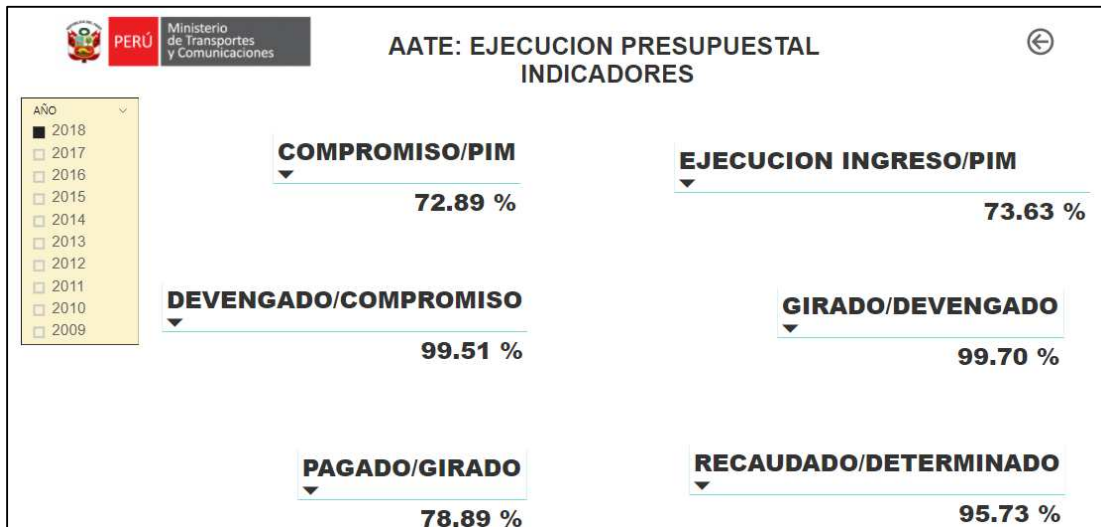 PERÚ
Ministerio
de Transportes
y Comunicaciones
AATE: EJECUCION PRESUPUESTAL
INDICADORES
AÑO
2018
2017
2016
2015
2014
2013
2012
2011
2010
2009
COMPROMISO/PIM
72.89 %
EJECUCION INGRESO/PIM
73.63 %
DEVENGADO/COMPROMISO
99.51 %
GIRADO/DEVENGADO
99.70 %
PAGADO/GIRADO
78.89 %
RECAUDADO/DETERMINADO
95.73 %